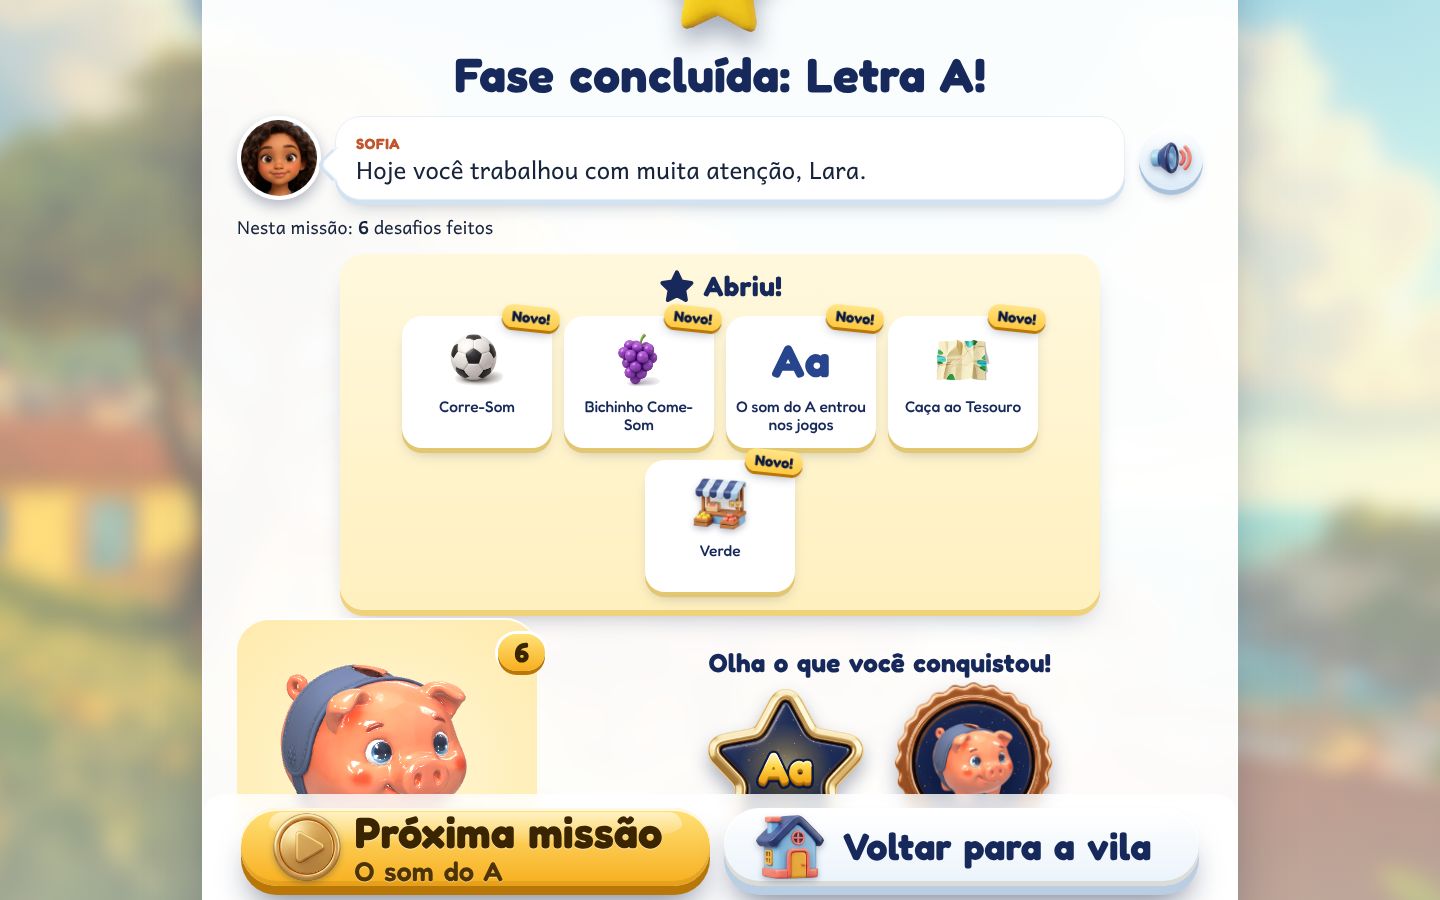 Fase concluída: Letra A!
SOFIA
Hoje você trabalhou com muita atenção, Lara.
Nesta missão: 6 desafios feitos
Abriu!
Novo!
Novo!
Novo!
Novo!
Aa
Corre-Som
Bichinho Come-
Som
O som do A entrou
nos jogos
Caça ao Tesouro
Novo!
Verde
6
Olha o que você conquistou!
Aa
Próxima missão
O som do A
Voltar para a vila